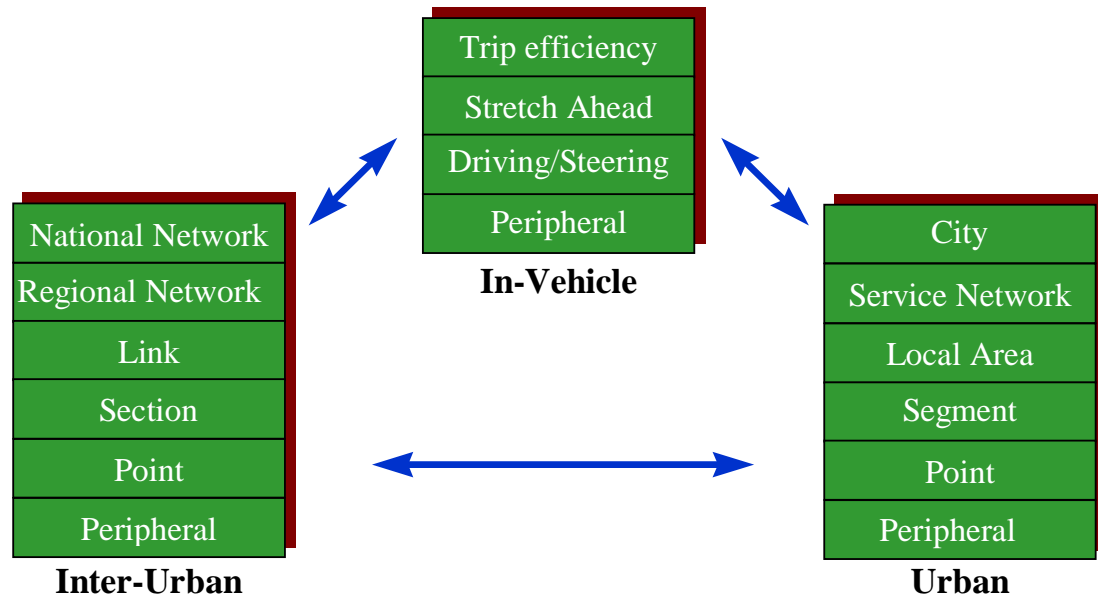 Trip efficiency
Stretch Ahead
Driving/Steering
Peripheral
In-Vehicle
National Network
Regional Network
Link
Section
Point
Peripheral
Inter-Urban
City
Service Network
Local Area
Segment
Point
Peripheral
Urban